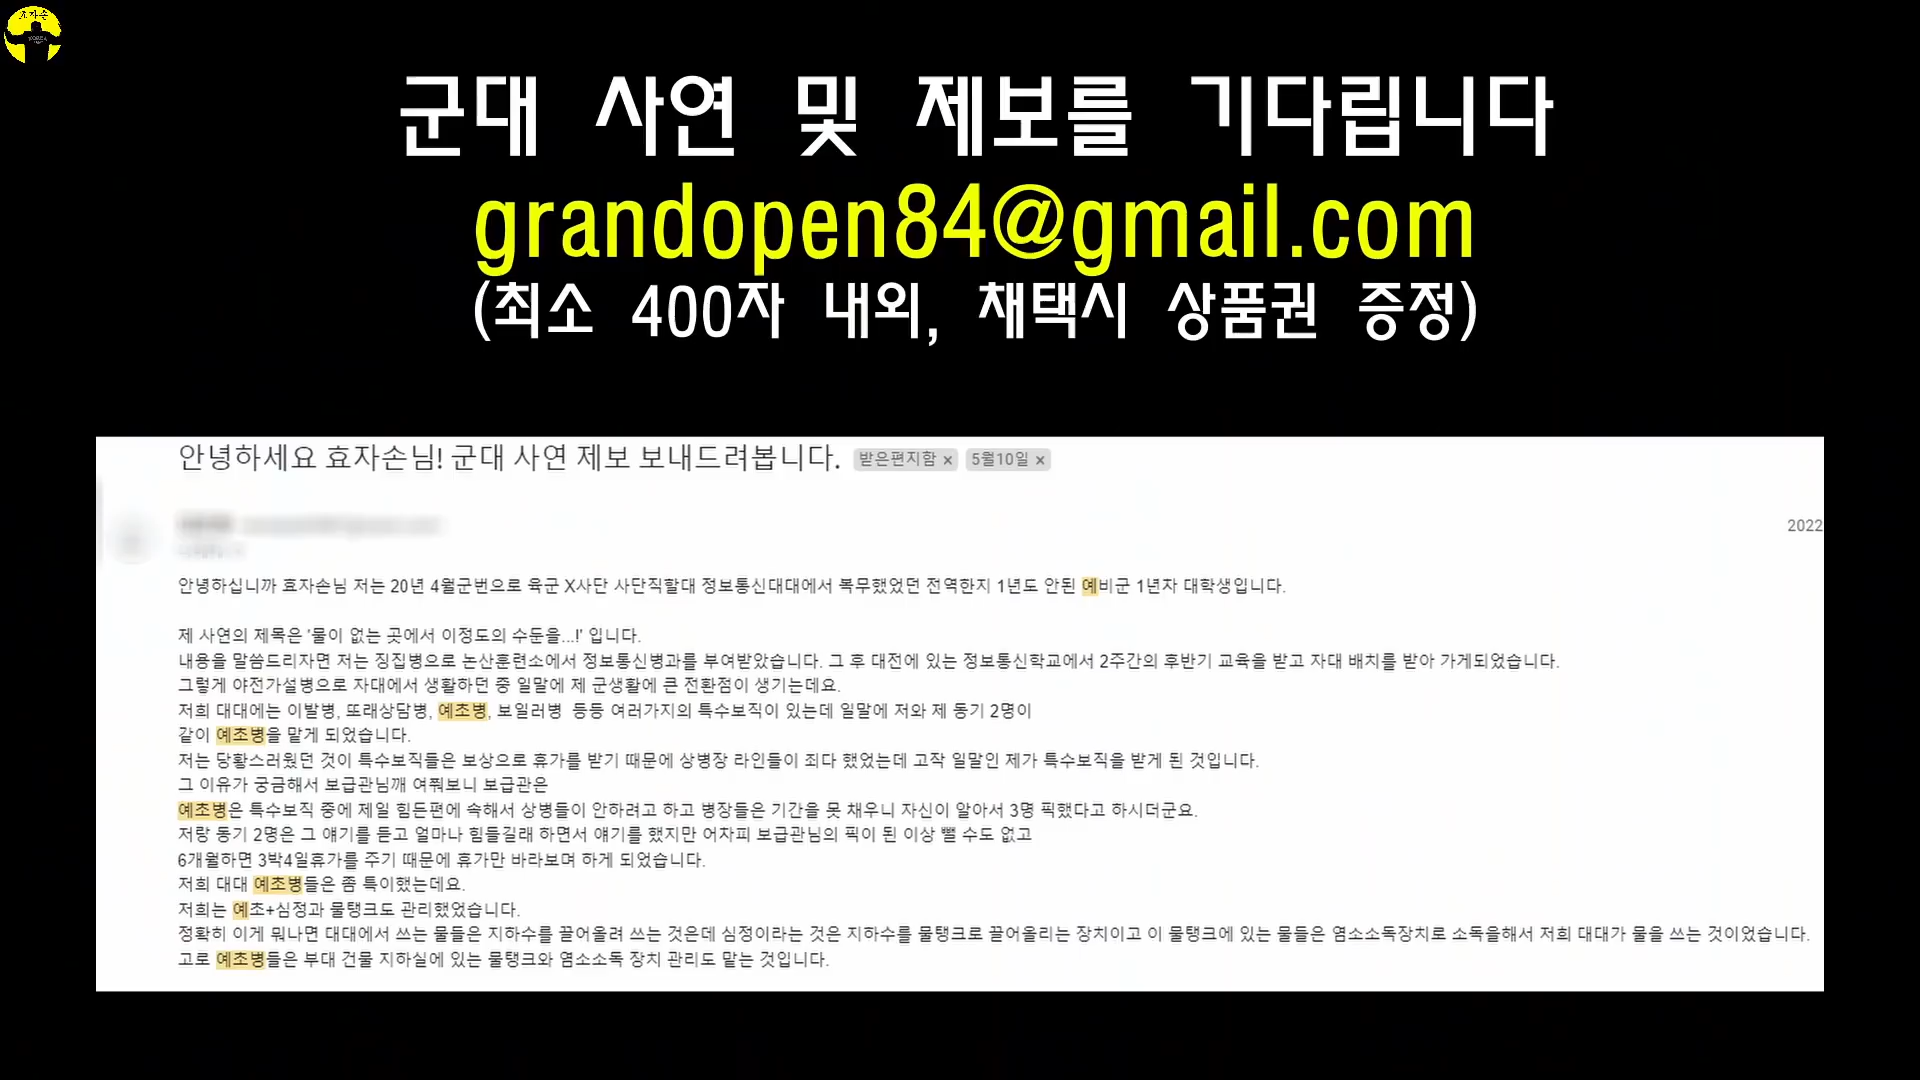 효자손
KOREA
군대 사연 및 제보를 기다립니다
grandopen84@gmail.com
(최소 400자 내외, 채택시 상품권 증정)
안녕하세요 효자손님! 군대 사연 제보 보내드려봅니다. 받은편지함 × 5월10일 ×
2022
안녕하십니까 효자손님 저는 20년 4월군번으로 육군 X사단 사단직할대 정보통신대대에서 복무했었던 전역한지 1년도 안된 예비군 1년차 대학생입니다.
제 사연의 제목은 '물이 없는 곳에서 이정도의 수둔을...!' 입니다.
내용을 말씀드리자면 저는 징집병으로 논산훈련소에서 정보통신병과를 부여받았습니다. 그 후 대전에 있는 정보통신학교에서 2주간의 후반기 교육을 받고 자대 배치를 받아 가게되었습니다.
그렇게 야전가설병으로 자대에서 생활하던 중 일말에 제 군생활에 큰 전환점이 생기는데요.
저희 대대에는 이발병, 또래상담병, 예초병, 보일러병 등등 여러가지의 특수보직이 있는데 일말에 저와 제 동기 2명이
같이 예초병을 맡게 되었습니다.
저는 당황스러웠던 것이 특수보직들은 보상으로 휴가를 받기 때문에 상병장 라인들이 죄다 했었는데 고작 일말인 제가 특수보직을 받게 된 것입니다.
그 이유가 궁금해서 보급관님깨 여쭤보니 보급관은
예초병은 특수보직 중에 제일 힘든편에 속해서 상병들이 안하려고 하고 병장들은 기간을 못 채우니 자신이 알아서 3명 픽했다고 하시더군요.
저랑 동기 2명은 그 얘기를 듣고 얼마나 힘들길래 하면서 얘기를 했지만 어차피 보급관님의 픽이 된 이상 뺄 수도 없고
6개월하면 3박4일휴가를 주기 때문에 휴가만 바라보며 하게 되었습니다.
저희 대대 예초병들은 좀 특이했는데요.
저희는 예초+심정과 물탱크도 관리했었습니다.
정확히 이게 뭐냐면 대대에서 쓰는 물들은 지하수를 끌어올려 쓰는 것은데 심정이라는 것은 지하수를 물탱크로 끌어올리는 장치이고 이 물탱크에 있는 물들은 염소소독장치로 소독을해서 저희 대대가 물을 쓰는 것이었습니다.
고로 예초병들은 부대 건물 지하실에 있는 물탱크와 염소소독 장치 관리도 맡는 것입니다.